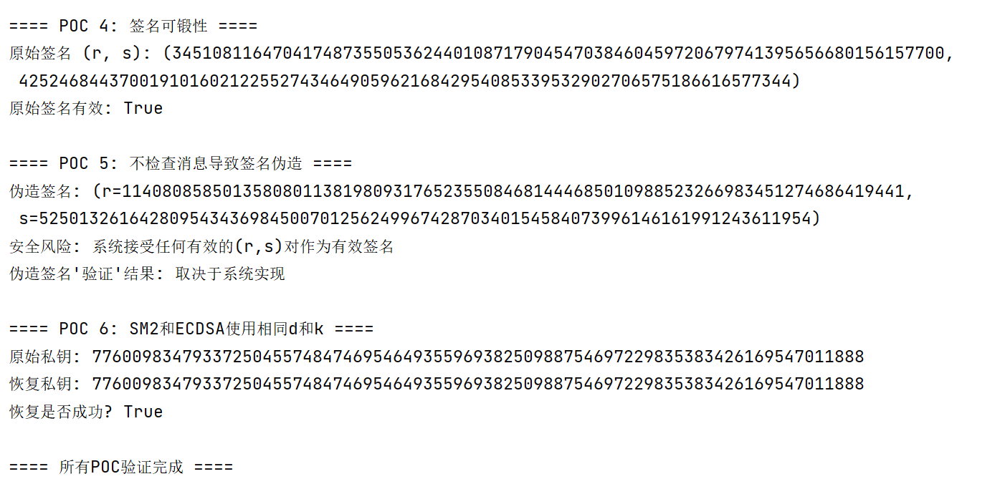 ==== POC 4: 签名可锻性 ====
原始签名 (r, s): (34510811647041748735505362440108717904547038460459720679741395656680156157700,
42524684437001910160212255274346490596216842954085339532902706575186616577344)
原始签名有效: True
==== POC 5: 不检查消息导致签名伪造 ====
伪造签名: (r=114080858501358080113819809317652355084681444685010988523266983451274686419441,
s=52501326164280954343698450070125624996742870340154584073996146161991243611954)
安全风险: 系统接受任何有效的(r,s)对作为有效签名
伪造签名'验证'结果: 取决于系统实现
==== POC 6: SM2和ECDSA使用相同d和k ====
原始私钥: 77600983479337250455748474695464935596938250988754697229835383426169547011888
恢复私钥: 77600983479337250455748474695464935596938250988754697229835383426169547011888
恢复是否成功? True
==== 所有POC验证完成 ====